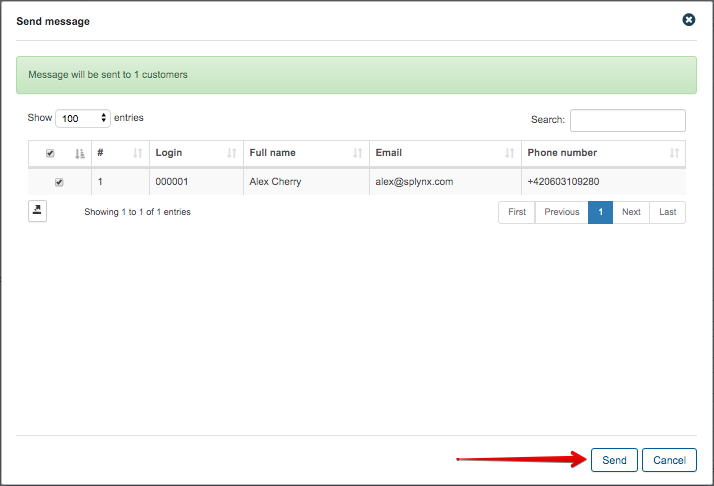 Send message
Message will be sent to 1 customers
Show 100 entries Search:
# Login Full name Email Phone number
1 000001 Alex Cherry alex@splynx.com +420603109280
Showing 1 to 1 of 1 entries First Previous 1 Next Last
Send Cancel